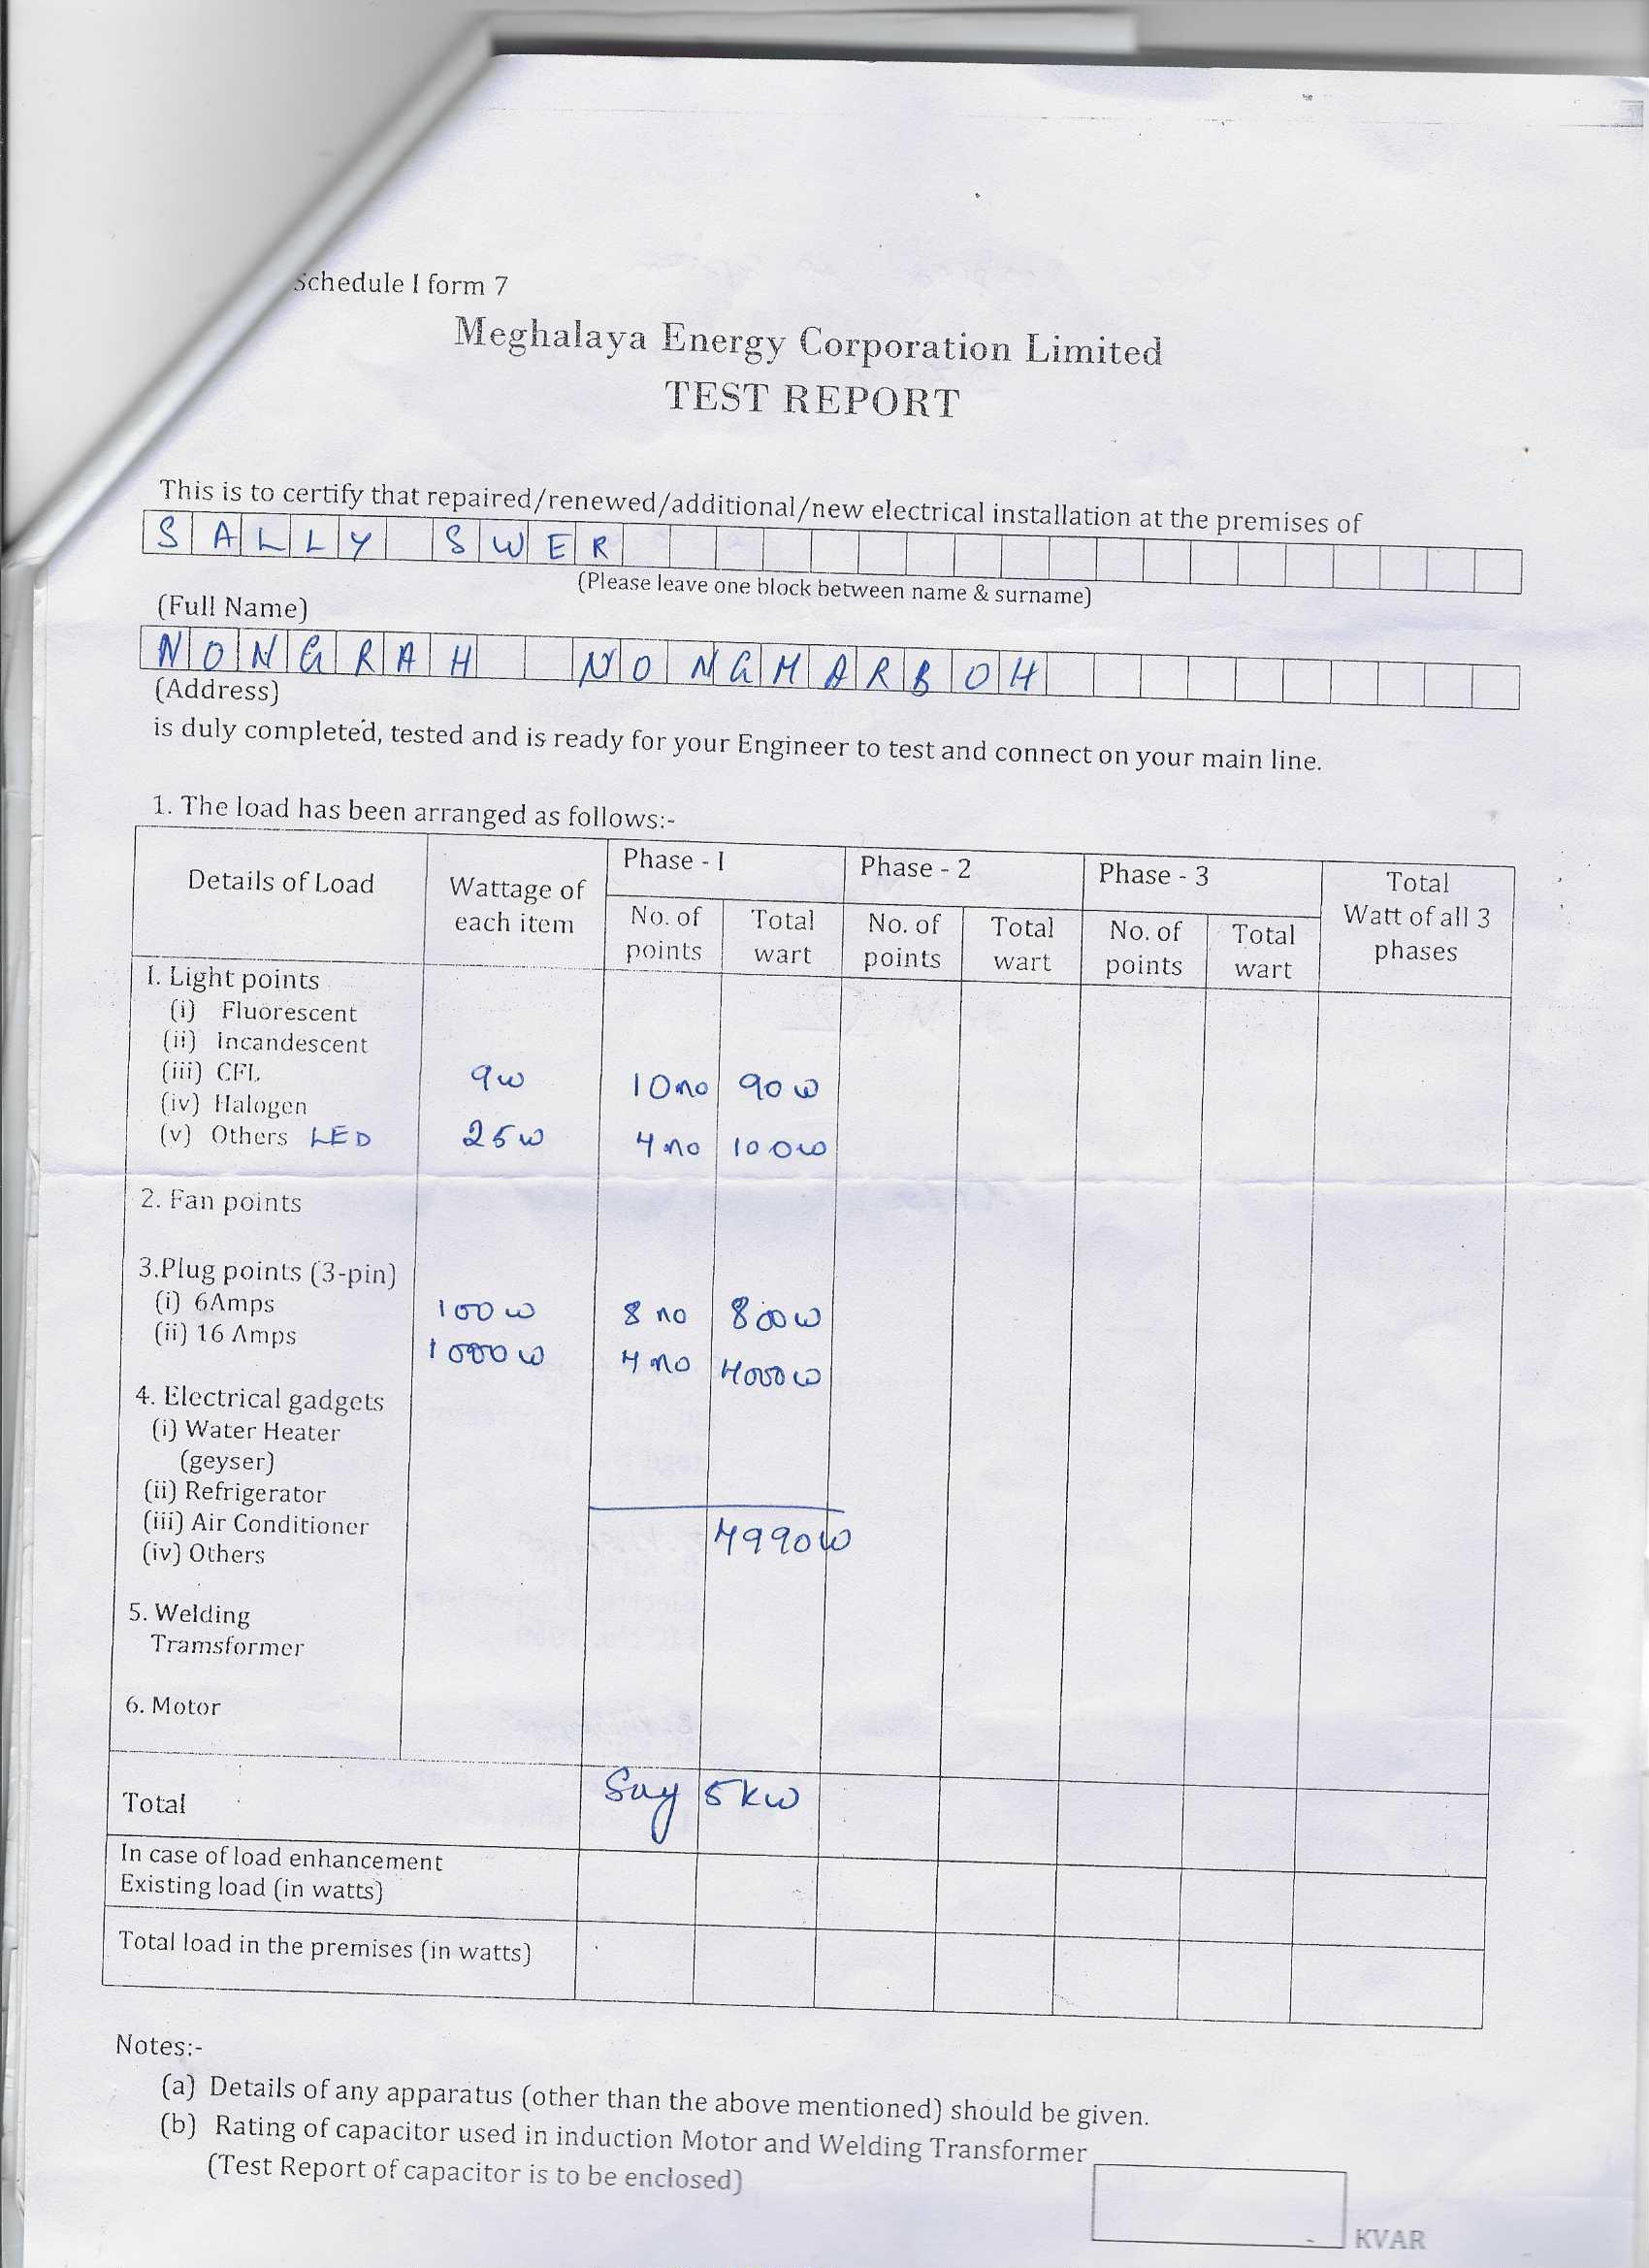 Schedule I form 7
Meghalaya Energy Corporation Limited
TEST REPORT
This is to certify that repaired/renewed/additional/new electrical installation at the premises of
SALLY SWER
(Please leave one block between name & surname)
(Full Name)
NONGRAH NONGMARBOH
(Address)
is duly completed, tested and is ready for your Engineer to test and connect on your main line.
1. The load has been arranged as follows:-
Details of Load Wattage of each item Phase - I Phase - 2 Phase - 3 Total Watt of all 3 phases
No. of points Total wart No. of points Total wart No. of points Total wart
I. Light points
(i) Fluorescent
(ii) Incandescent
(iii) CFL 9w 10no 90w
(iv) Halogen
(v) Others LED 25w 4no 100w
2. Fan points
3.Plug points (3-pin)
(i) 6Amps 100w 8 no 800w
(ii) 16 Amps 1000w 4 no 4000w
4. Electrical gadgets
(i) Water Heater
(geyser)
(ii) Refrigerator
(iii) Air Conditioner 4990w
(iv) Others
5. Welding
Tramsformer
6. Motor
Total Say 5kw
In case of load enhancement
Existing load (in watts)
Total load in the premises (in watts)
Notes:-
(a) Details of any apparatus (other than the above mentioned) should be given.
(b) Rating of capacitor used in induction Motor and Welding Transformer
(Test Report of capacitor is to be enclosed)
KVAR